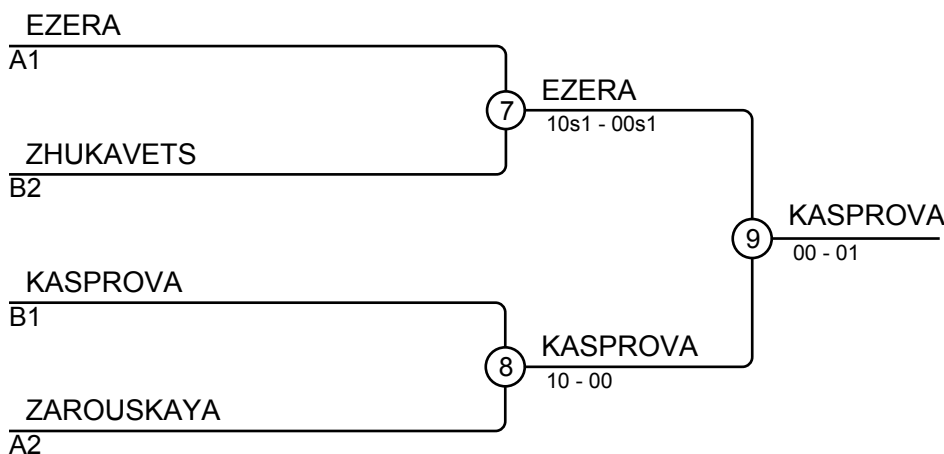 EZERA
A1
7
EZERA
10s1 - 00s1
ZHUKAVETS
B2
9
KASPROVA
00 - 01
KASPROVA
B1
8
KASPROVA
10 - 00
ZAROUSKAYA
A2